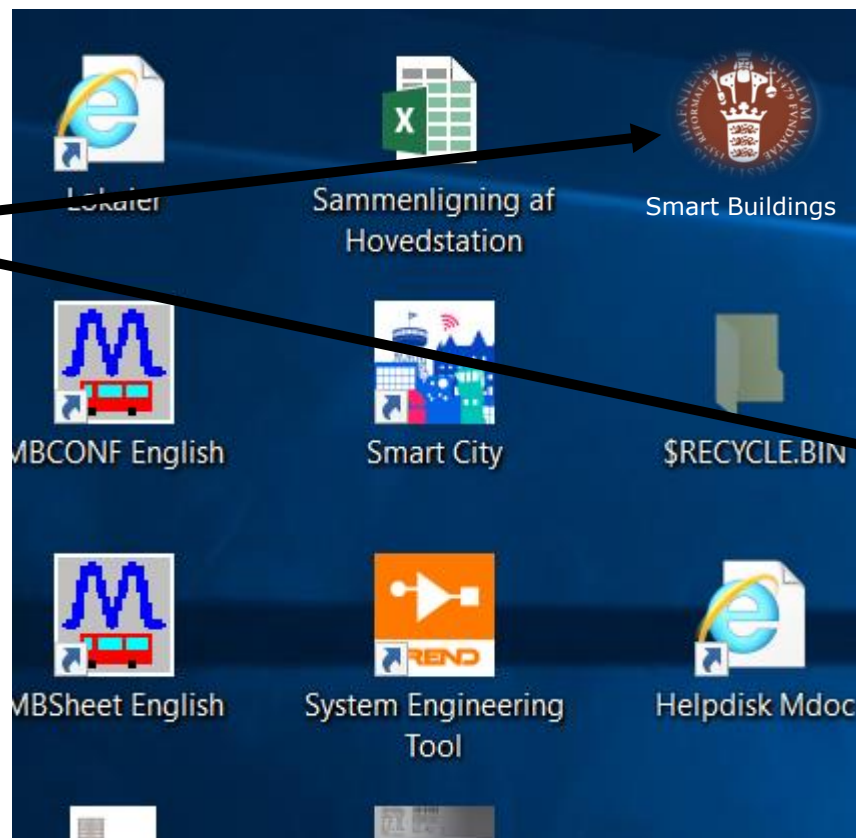 Lokaler
Sammenligning af
Hovedstation
Smart Buildings
MBCONF English
Smart City
$RECYCLE.BIN
MBSheet English
TREND
System Engineering
Tool
Helpdisk Mdoc